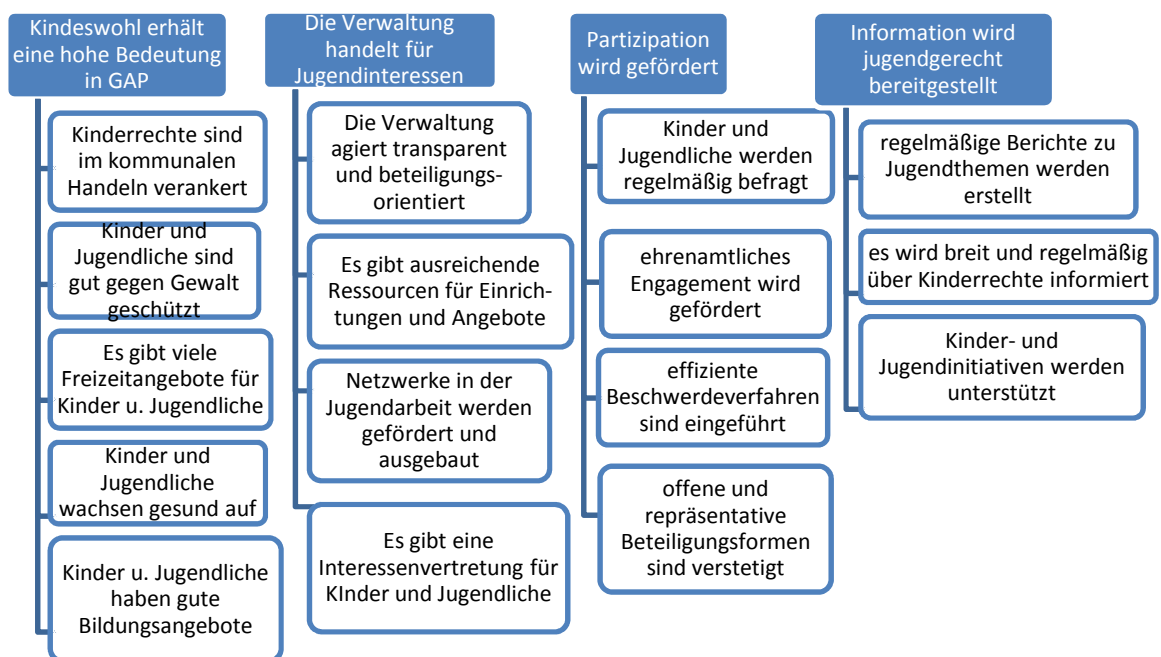 Kindeswohl erhält
eine hohe Bedeutung
in GAP
Kinderrechte sind
im kommunalen
Handeln verankert
Kinder und
Jugendliche sind
gut gegen Gewalt
geschützt
Es gibt viele
Freizeitangebote für
Kinder u. Jugendliche
Kinder und
Jugendliche
wachsen gesund auf
Kinder u. Jugendliche
haben gute
Bildungsangebote
Die Verwaltung
handelt für
Jugendinteressen
Die Verwaltung
agiert transparent
und beteiligungs-
orientiert
Es gibt ausreichende
Ressourcen für Einrich-
tungen und Angebote
Netzwerke in der
Jugendarbeit werden
gefördert und
ausgebaut
Es gibt eine
Interessenvertretung für
KInder und Jugendliche
Partizipation
wird gefördert
Kinder und
Jugendliche werden
regelmäßig befragt
ehrenamtliches
Engagement wird
gefördert
effiziente
Beschwerdeverfahren
sind eingeführt
offene und
repräsentative
Beteiligungsformen
sind verstetigt
Information wird
jugendgerecht
bereitgestellt
regelmäßige Berichte zu
Jugendthemen werden
erstellt
es wird breit und regelmäßig
über Kinderrechte informiert
Kinder- und
Jugendinitiativen werden
unterstützt